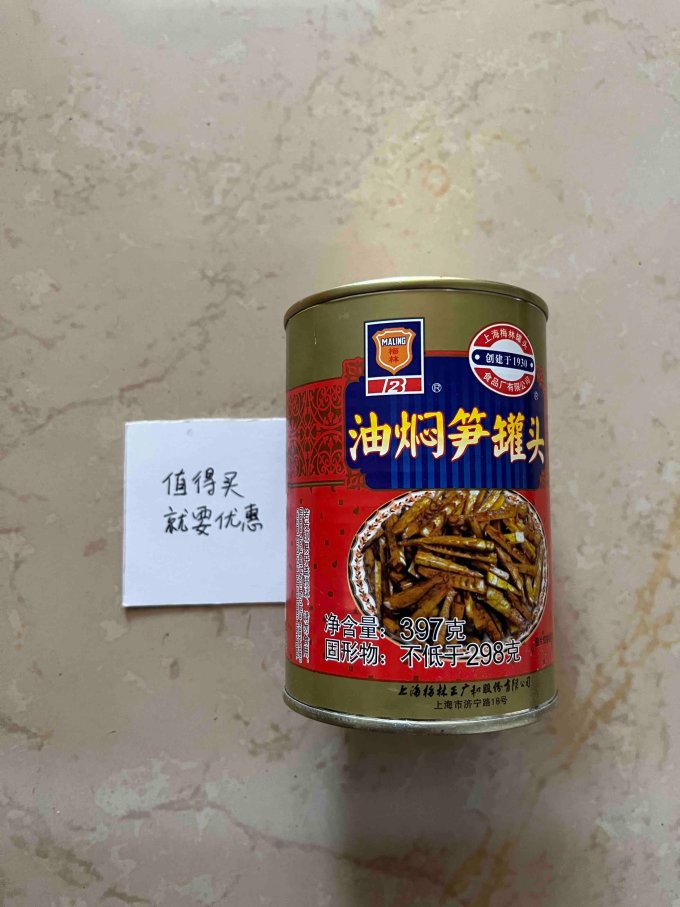 值得买
就要优惠
MALING
梅林
B2
®
上海梅林罐头
创建于1930
食品厂有限公司
®
油焖笋罐头
净含量：397克
固形物：不低于298克
上海梅林正广和股份有限公司
上海市济宁路18号